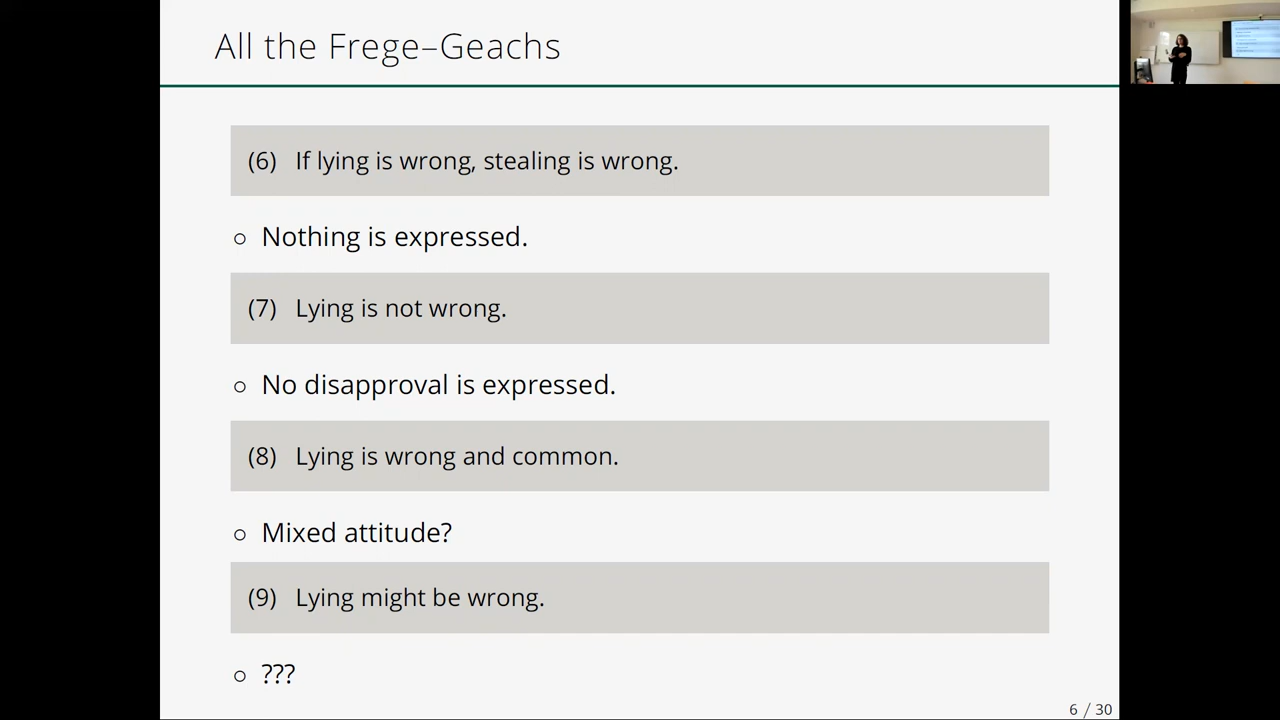 All the Frege–Geachs
(6) If lying is wrong, stealing is wrong.
Nothing is expressed.
(7) Lying is not wrong.
No disapproval is expressed.
(8) Lying is wrong and common.
Mixed attitude?
(9) Lying might be wrong.
???
6 / 30